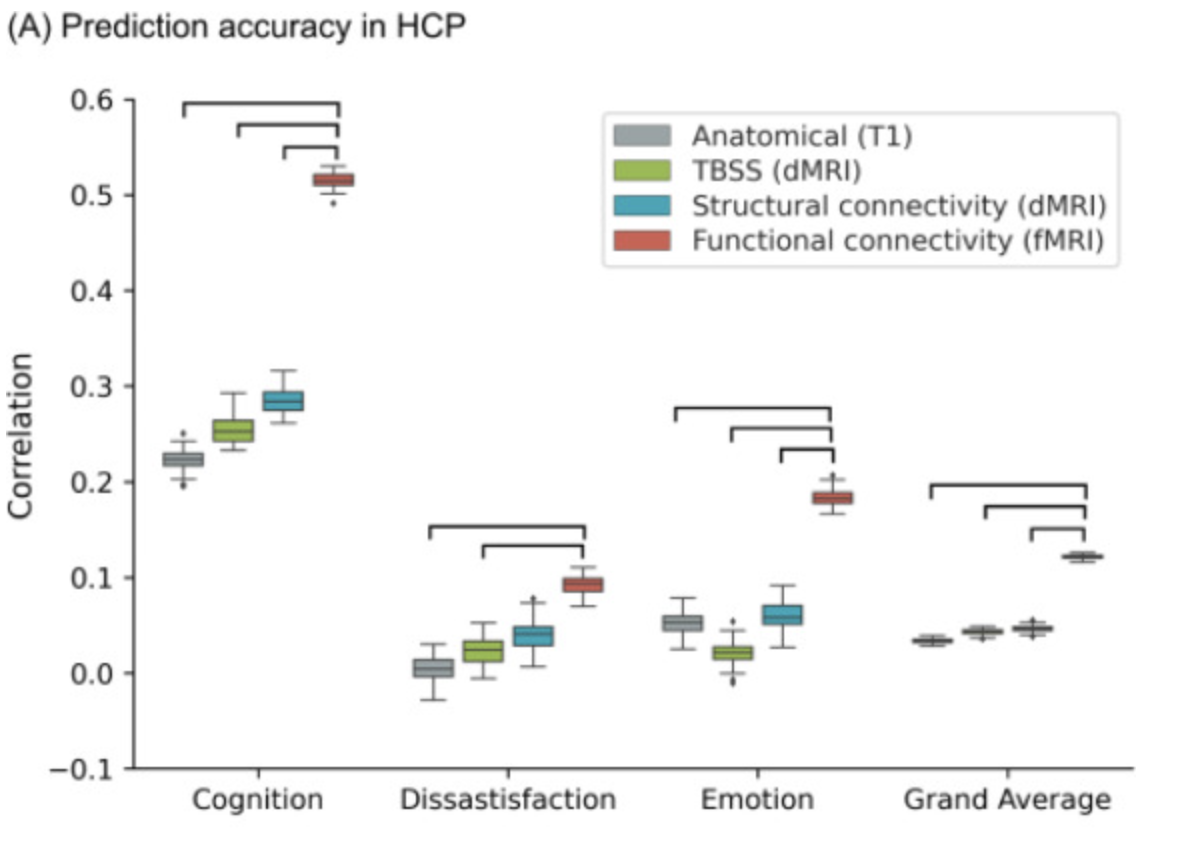 (A) Prediction accuracy in HCP
0.6
0.5
0.4
0.3
0.2
0.1
0.0
−0.1
Correlation
Anatomical (T1)
TBSS (dMRI)
Structural connectivity (dMRI)
Functional connectivity (fMRI)
Cognition
Dissastisfaction
Emotion
Grand Average